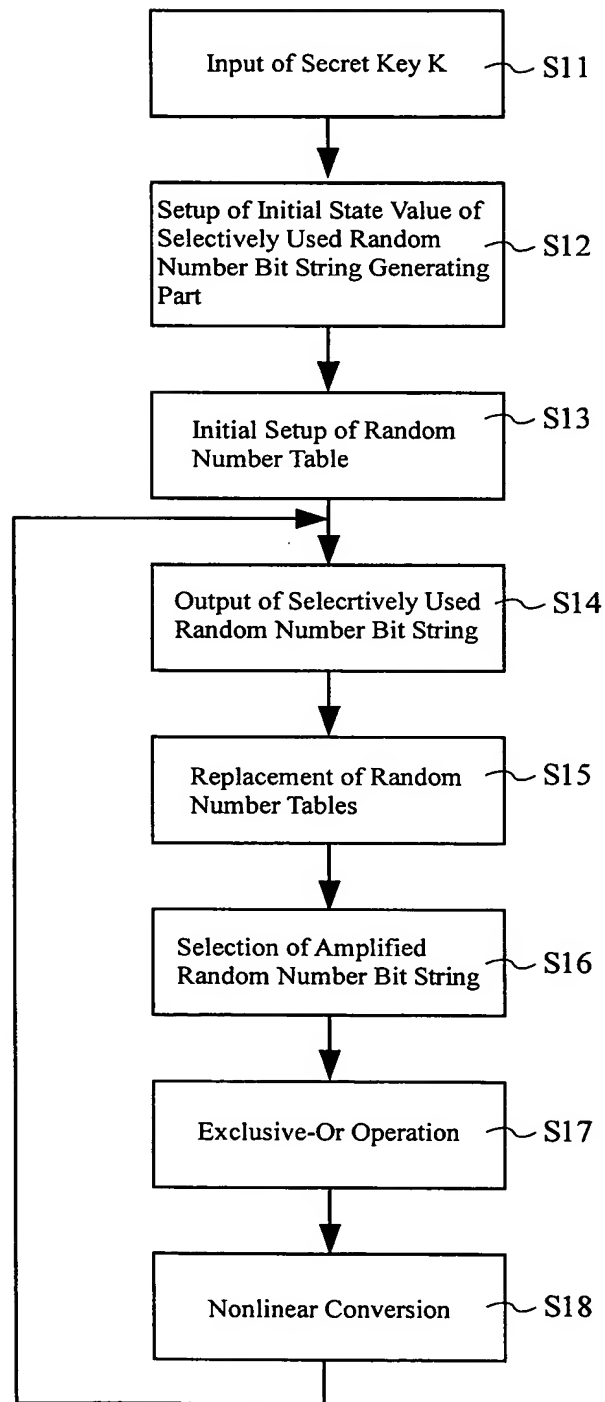 Input of Secret Key K
S11
Setup of Initial State Value of
Selectively Used Random
Number Bit String Generating
Part
S12
Initial Setup of Random
Number Table
S13
Output of Selecrtively Used
Random Number Bit String
S14
Replacement of Random
Number Tables
S15
Selection of Amplified
Random Number Bit String
S16
Exclusive-Or Operation
S17
Nonlinear Conversion
S18